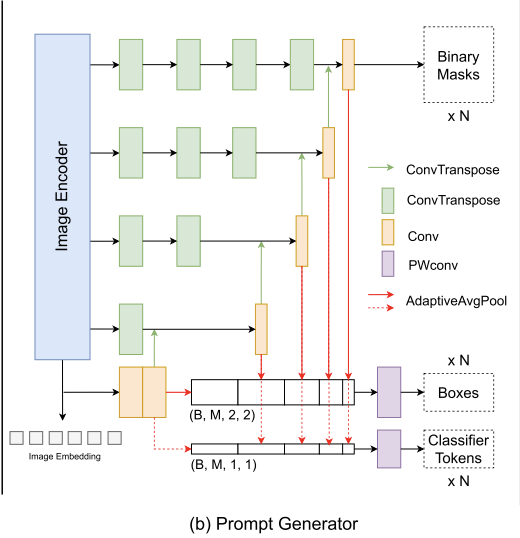 Image Encoder
Binary
Masks
x N
ConvTranspose
ConvTranspose
Conv
PWconv
AdaptiveAvgPool
x N
Boxes
(B, M, 2, 2)
Classifier
Tokens
x N
(B, M, 1, 1)
Image Embedding
(b) Prompt Generator